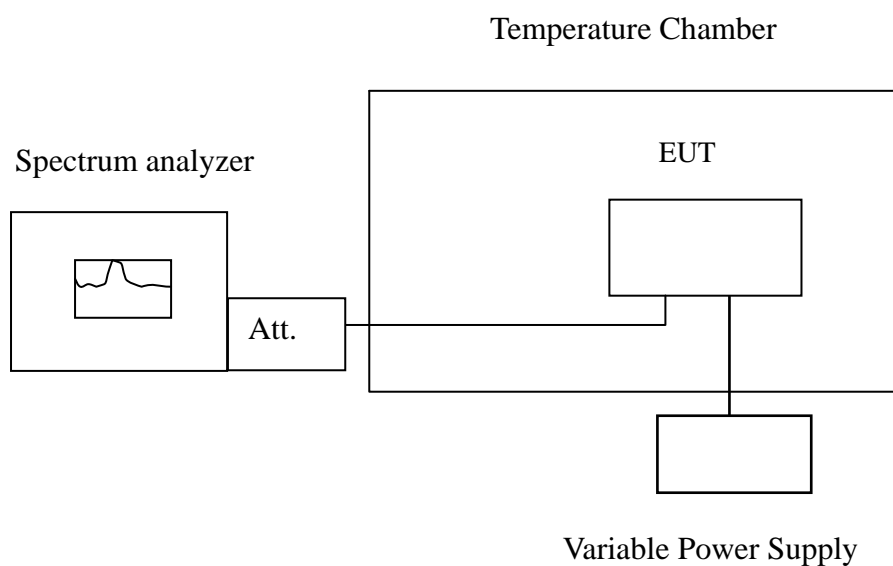 Temperature Chamber
Spectrum analyzer
EUT
Att.
Variable Power Supply